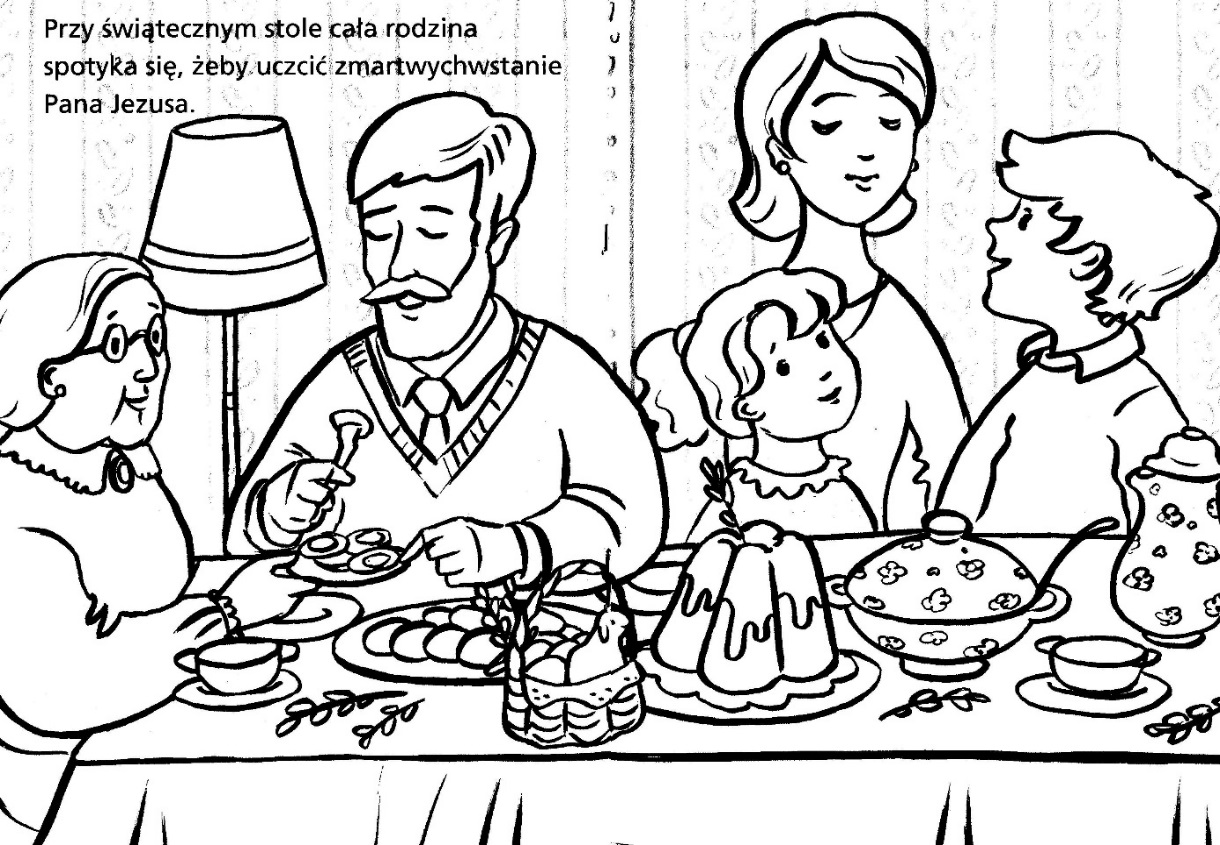 Przy świątecznym stole cała rodzina
spotyka się, żeby uczcić zmartwychwstanie
Pana Jezusa.